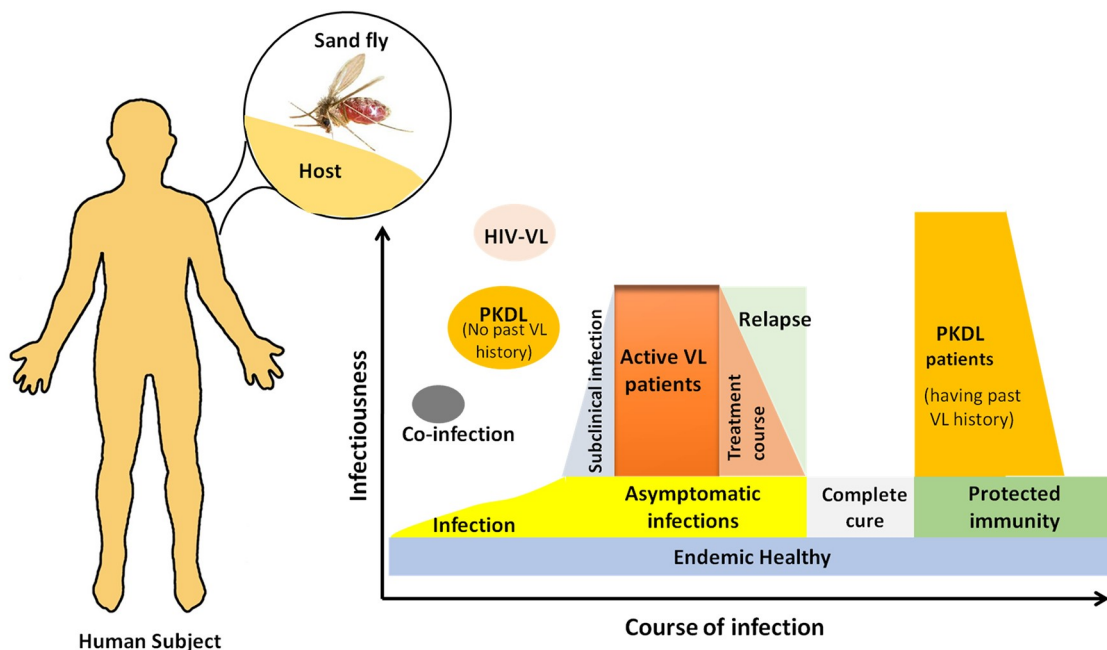 Sand fly
Host
Human Subject
Infectiousness
HIV-VL
PKDL
(No past VL
history)
Co-infection
Subclinical infection
Active VL
patients
Treatment
course
Relapse
PKDL
patients
(having past
VL history)
Infection
Asymptomatic
infections
Complete
cure
Protected
immunity
Endemic Healthy
Course of infection